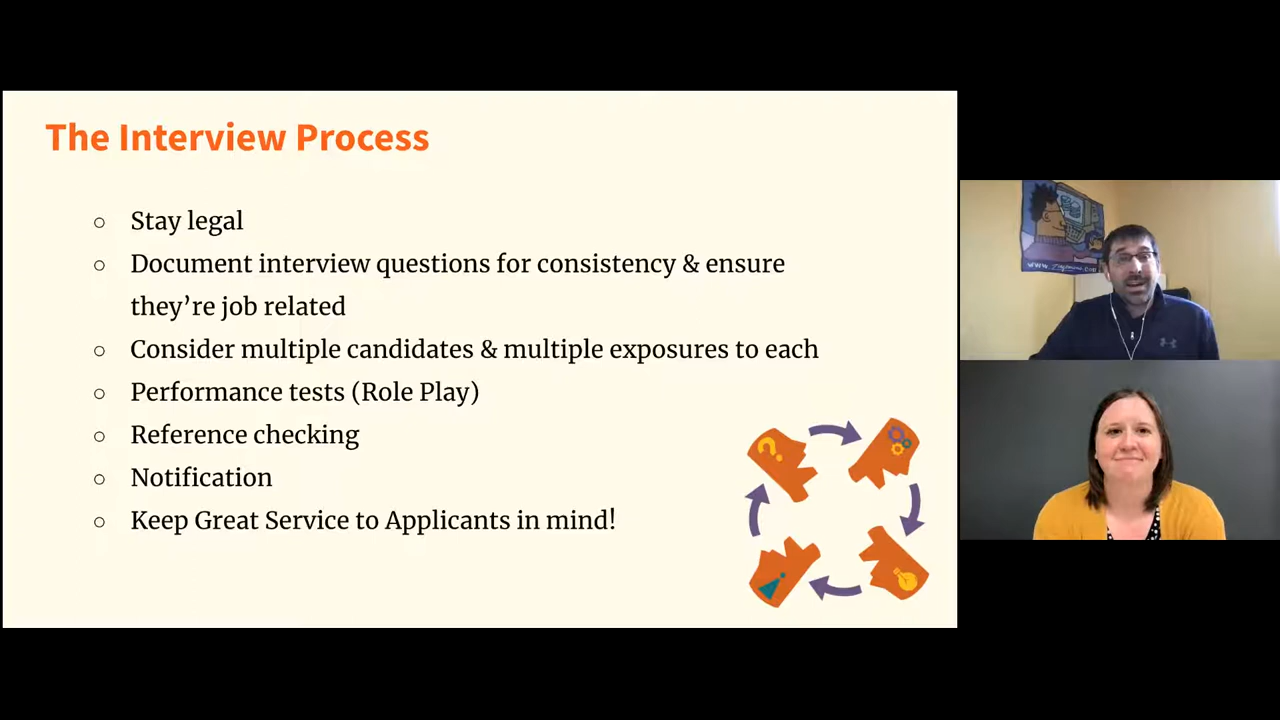 The Interview Process
Stay legal
Document interview questions for consistency & ensure
they're job related
Consider multiple candidates & multiple exposures to each
Performance tests (Role Play)
Reference checking
Notification
Keep Great Service to Applicants in mind!